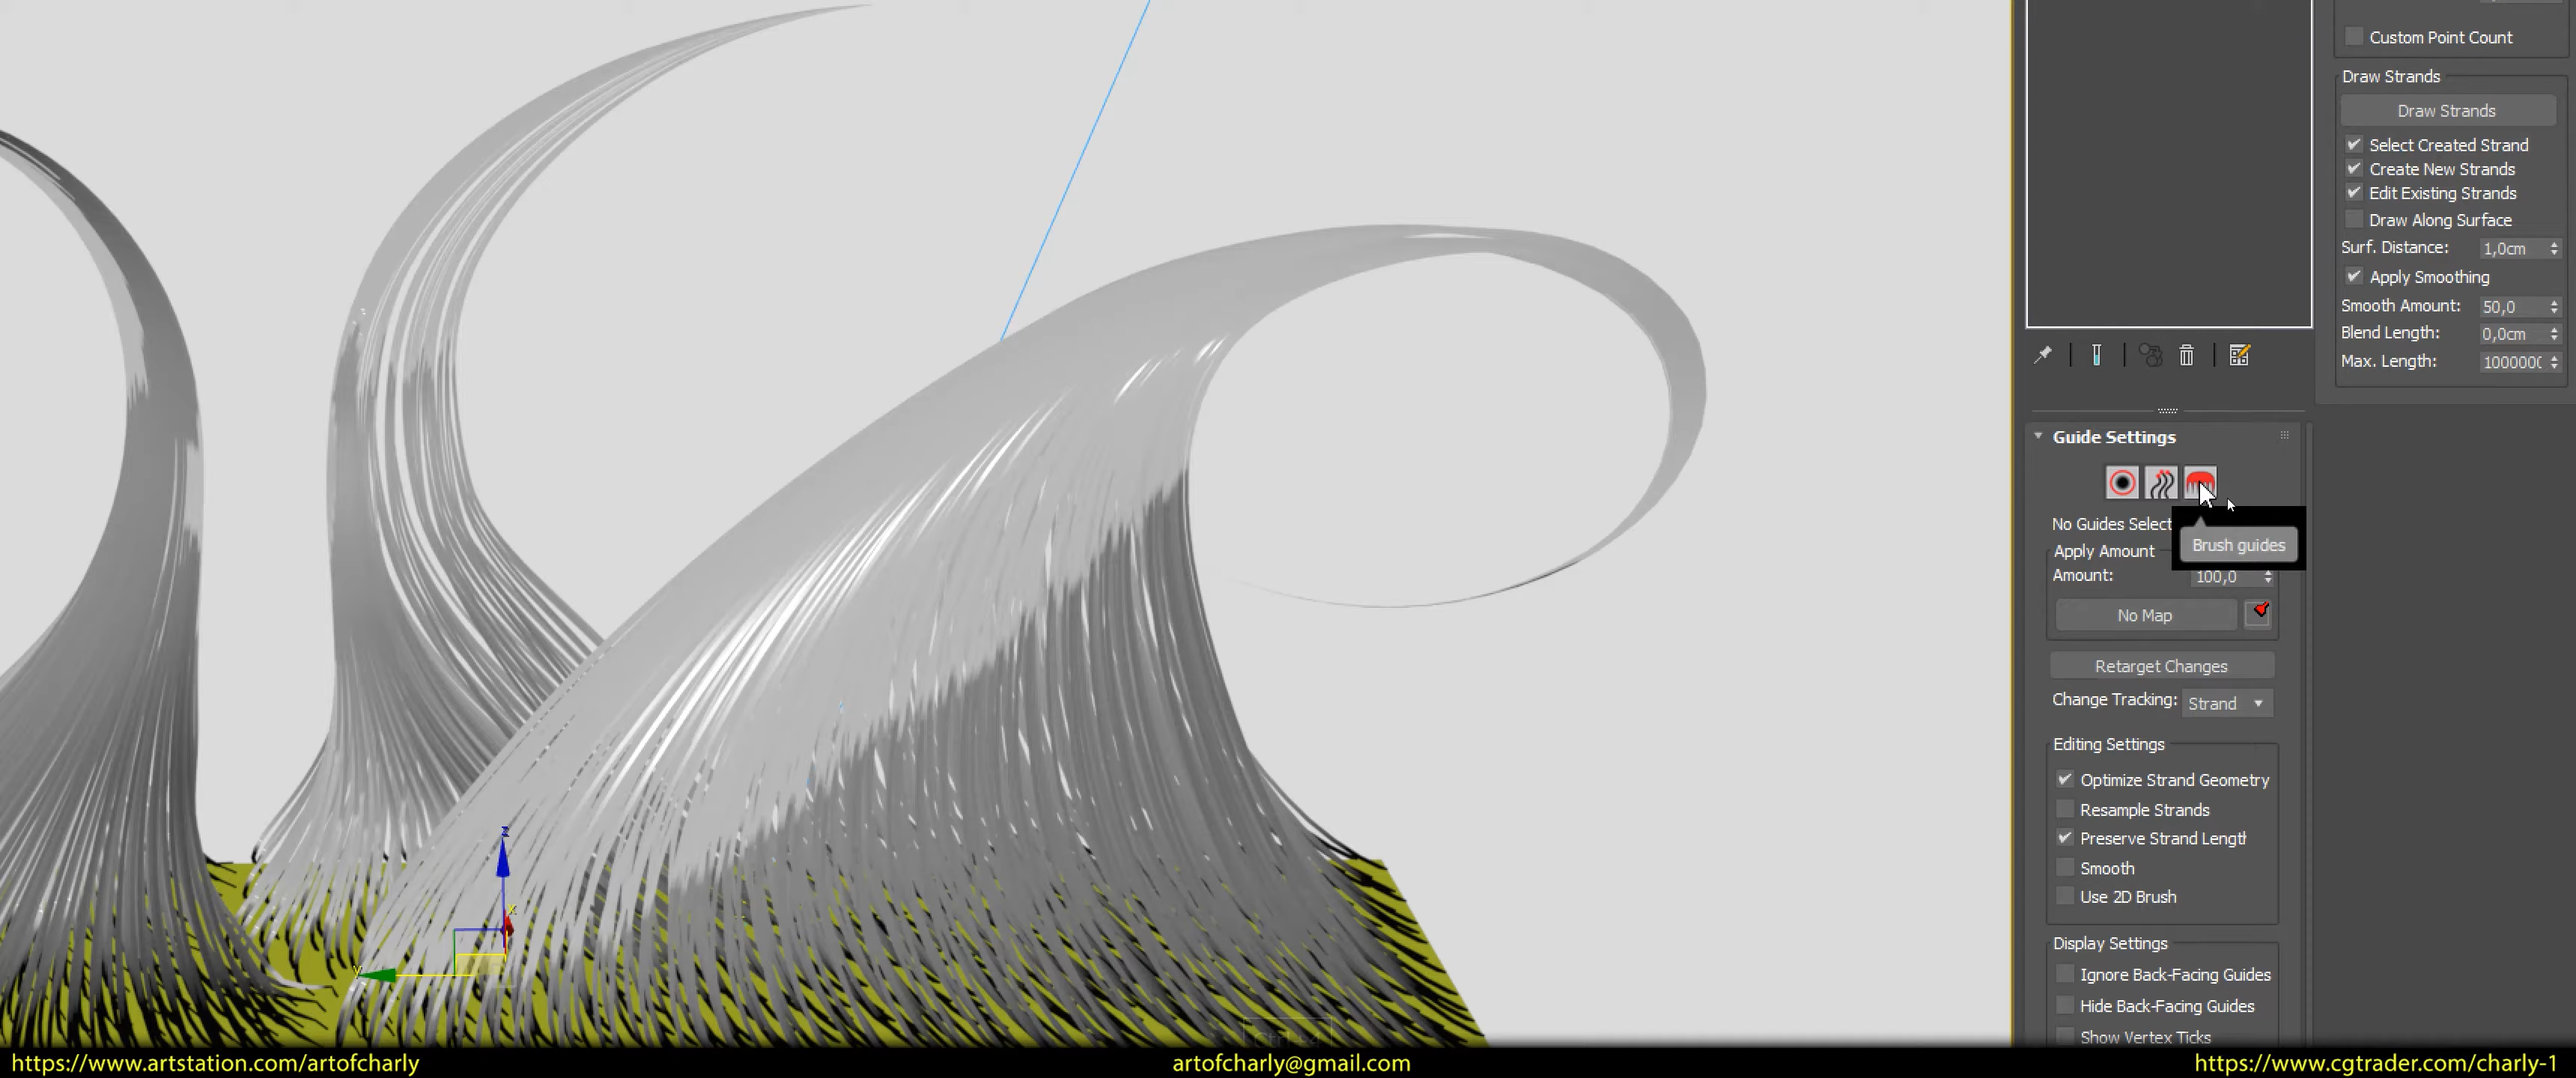 Custom Point Count
Draw Strands
Draw Strands
Select Created Strand
Create New Strands
Edit Existing Strands
Draw Along Surface
Surf. Distance: 1,0cm
Apply Smoothing
Smooth Amount: 50,0
Blend Length: 0,0cm
Max. Length: 1000000
Guide Settings
No Guides Select
Brush guides
Apply Amount
Amount: 100,0
No Map
Retarget Changes
Change Tracking: Strand
Editing Settings
Optimize Strand Geometry
Resample Strands
Preserve Strand Length
Smooth
Use 2D Brush
Display Settings
Ignore Back-Facing Guides
Hide Back-Facing Guides
Show Vertex Ticks
z
x
y
Ctrl+4
https://www.artstation.com/artofcharly
artofcharly@gmail.com
https://www.cgtrader.com/charly-1